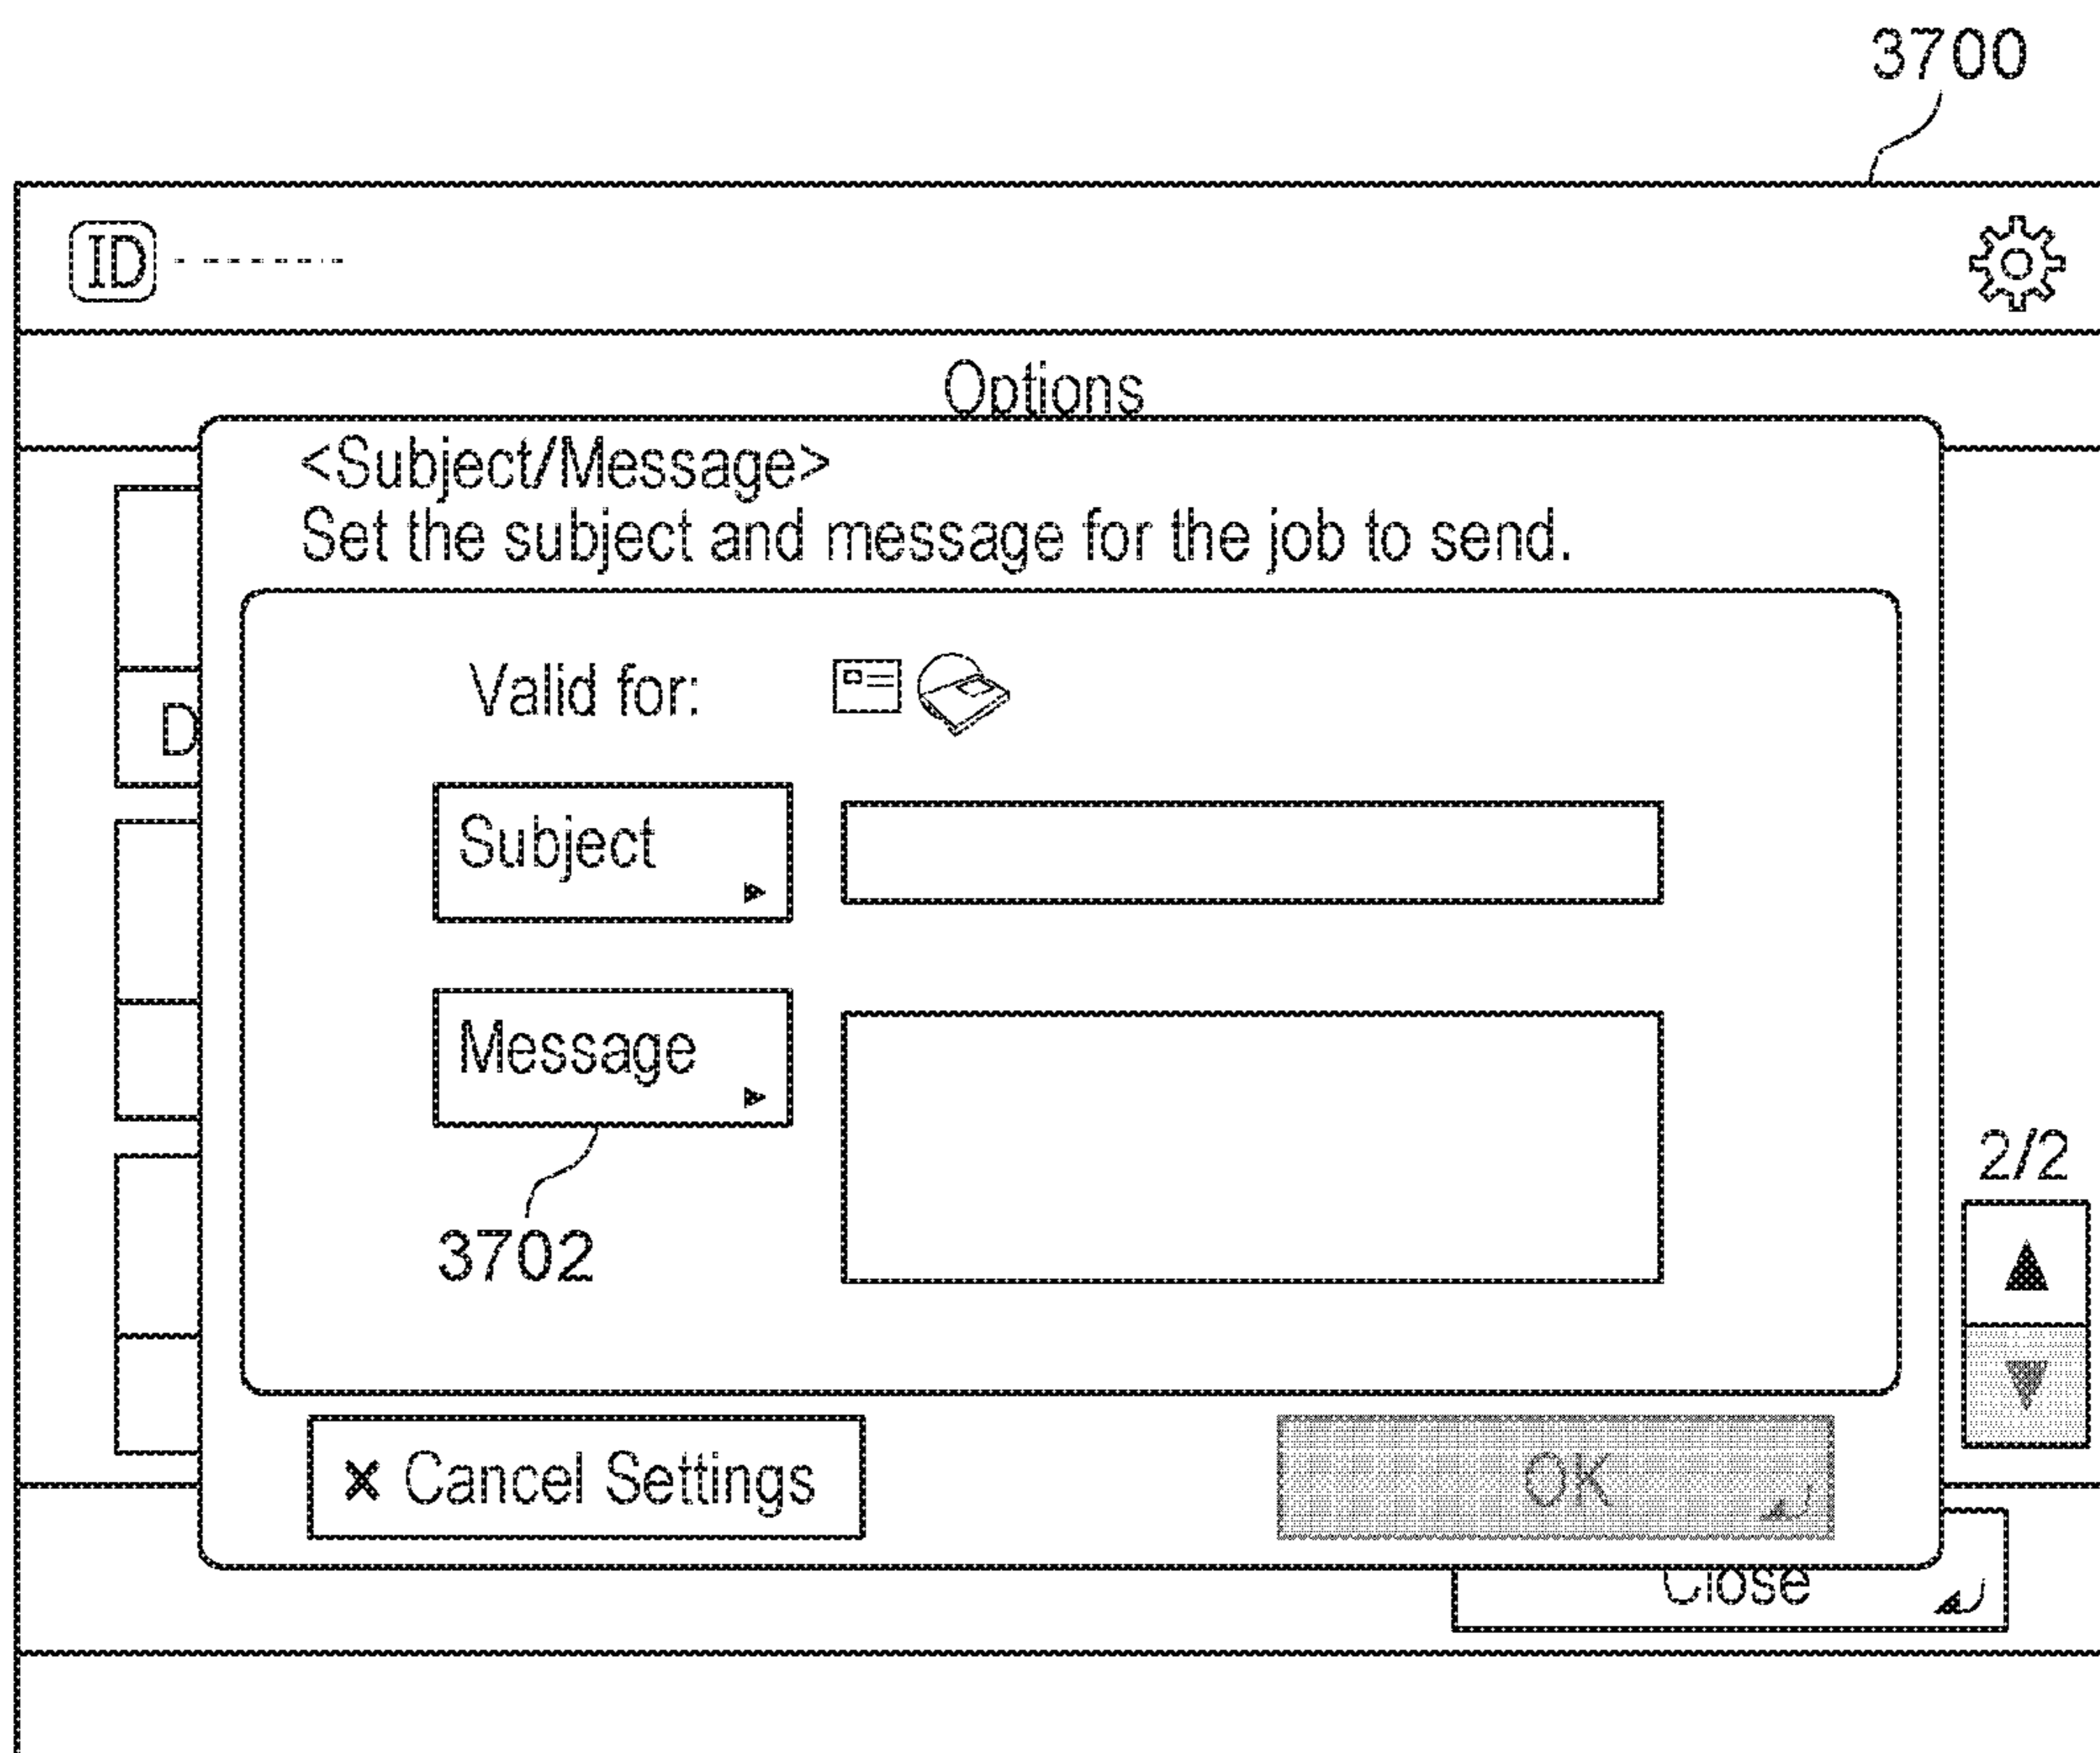 3700
ID
Options
<Subject/Message>
Set the subject and message for the job to send.
D
Valid for:
Subject
Message
3702
2/2
× Cancel Settings
OK
Close